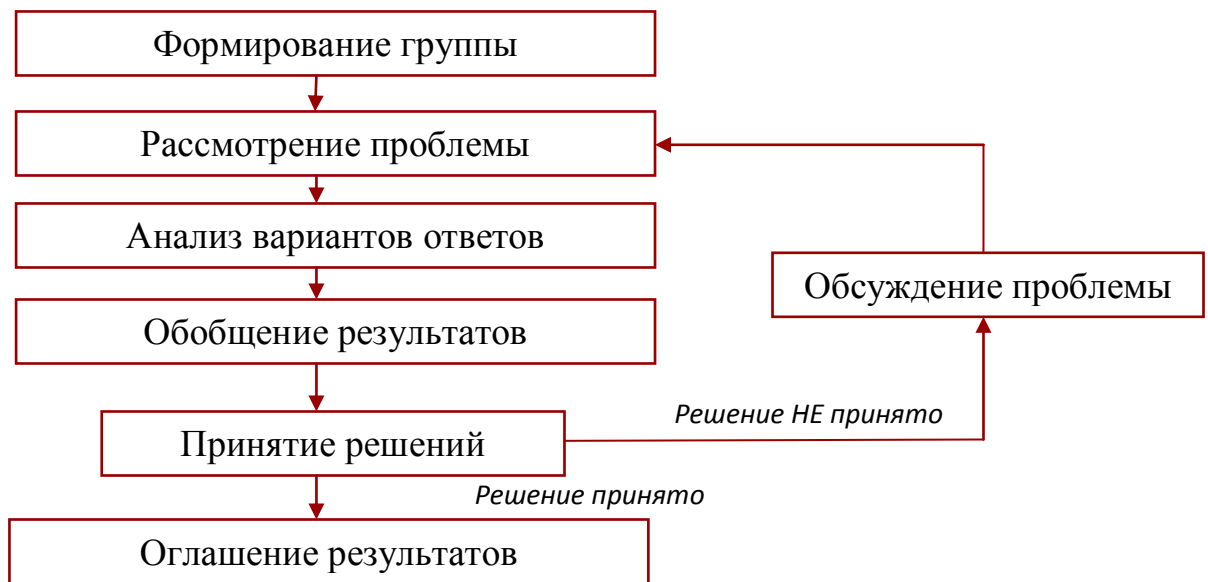 Формирование группы
Рассмотрение проблемы
Анализ вариантов ответов
Обсуждение проблемы
Обобщение результатов
Решение НЕ принято
Принятие решений
Решение принято
Оглашение результатов